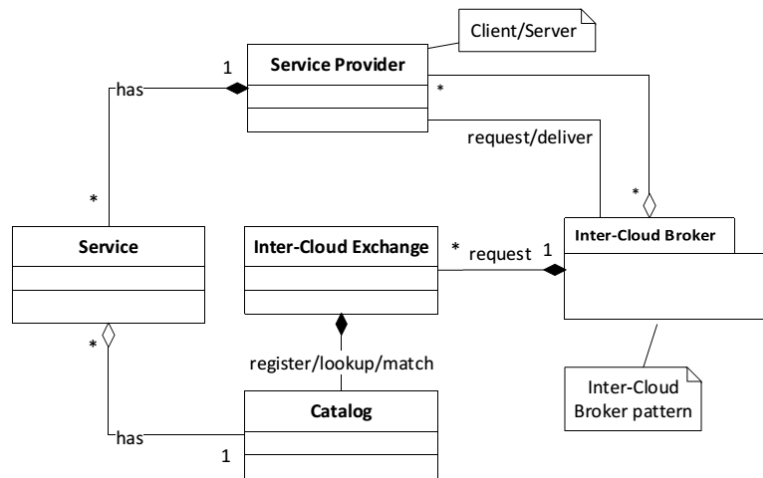 Client/Server
Service Provider
1
has
*
request/deliver
*
*
Service
Inter-Cloud Exchange
*
request
1
Inter-Cloud Broker
*
register/lookup/match
Inter-Cloud
Broker pattern
Catalog
has
1